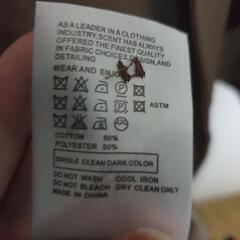 AS A LEADER IN A CLOTHING
INDUSTRY, SCENT HAS ALWAYS
OFFERED THE FINEST QUALITY
IN FABRIC CHOICES, DESIGN, AND
DETAILING
WEAR AND ENJOY
ASTM
COTTON 60%
POLYESTER 50%
SINGLE CLEAN DARK COLOR
DO NOT WASH COOL IRON
DO NOT BLEACH DRY CLEAN ONLY
MADE IN CHINA